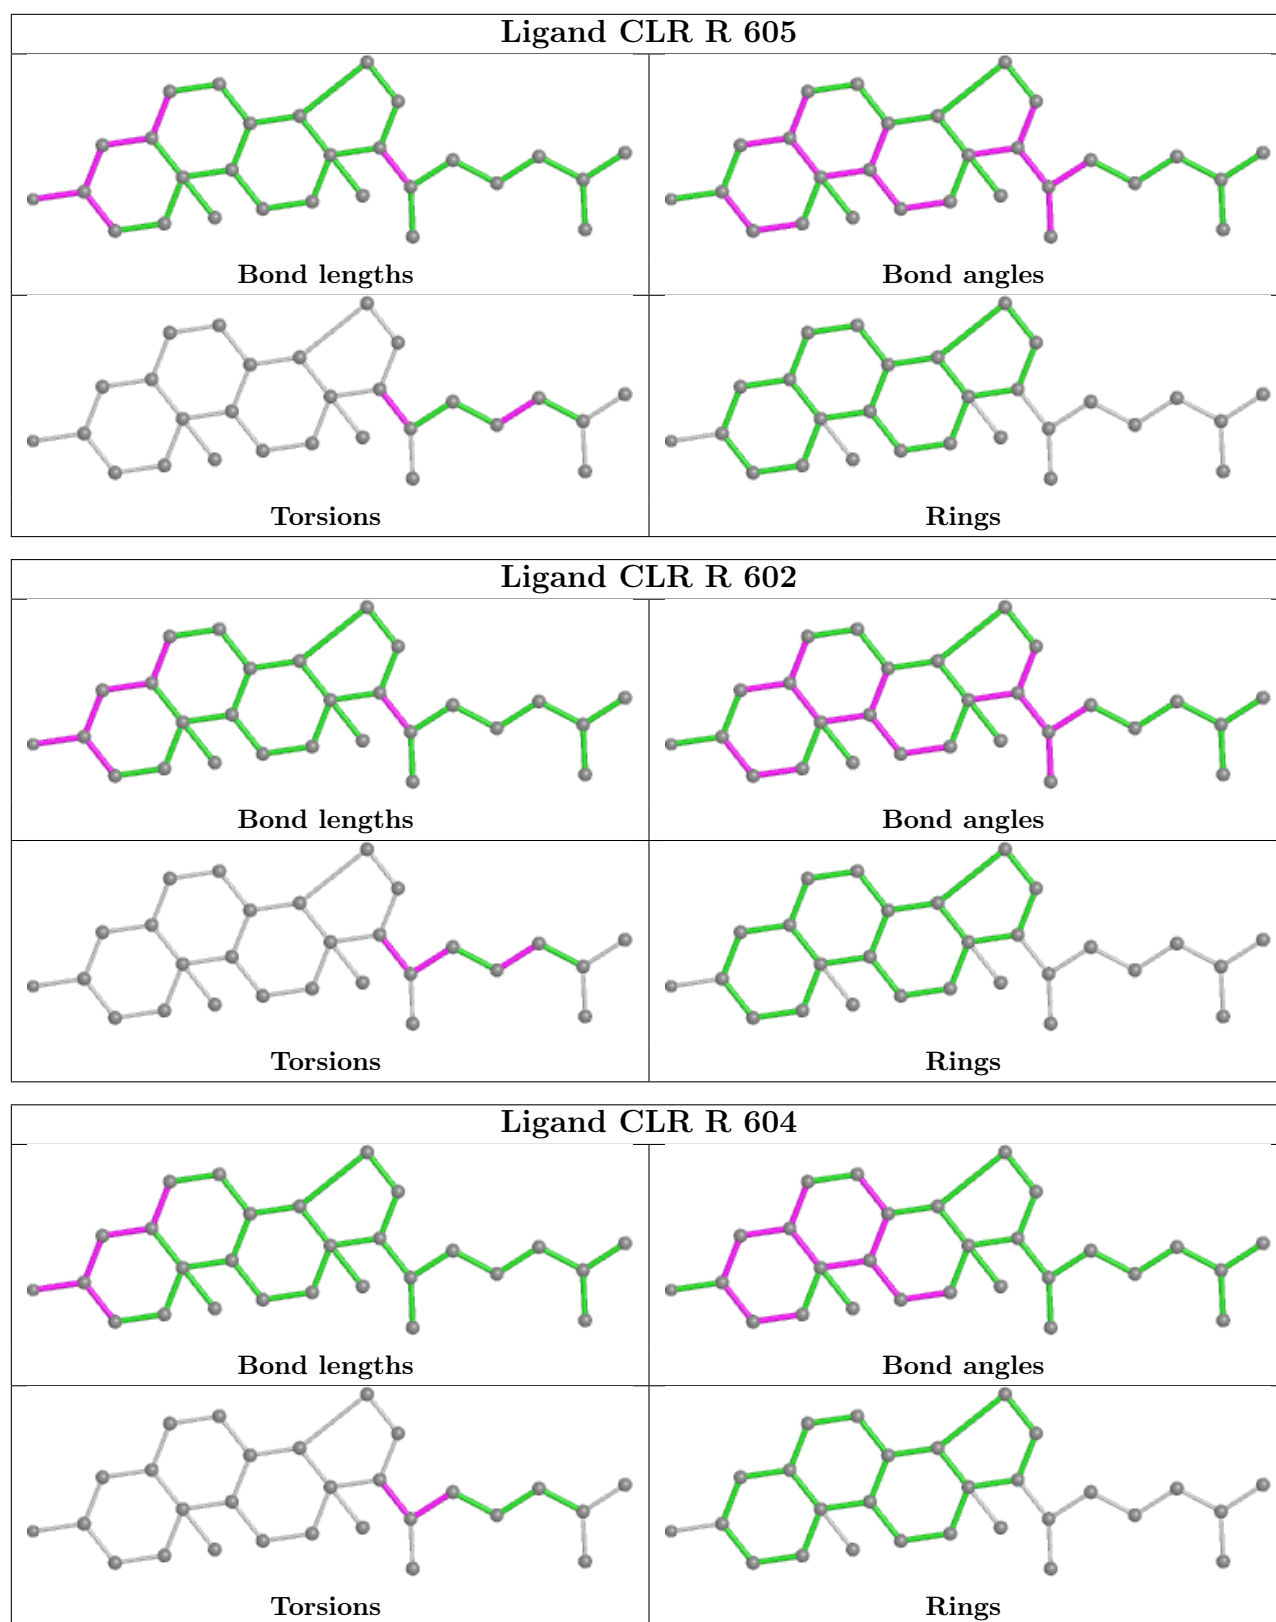 Ligand CLR R 605
Bond lengths
Bond angles
Torsions
Rings
Ligand CLR R 602
Bond lengths
Bond angles
Torsions
Rings
Ligand CLR R 604
Bond lengths
Bond angles
Torsions
Rings